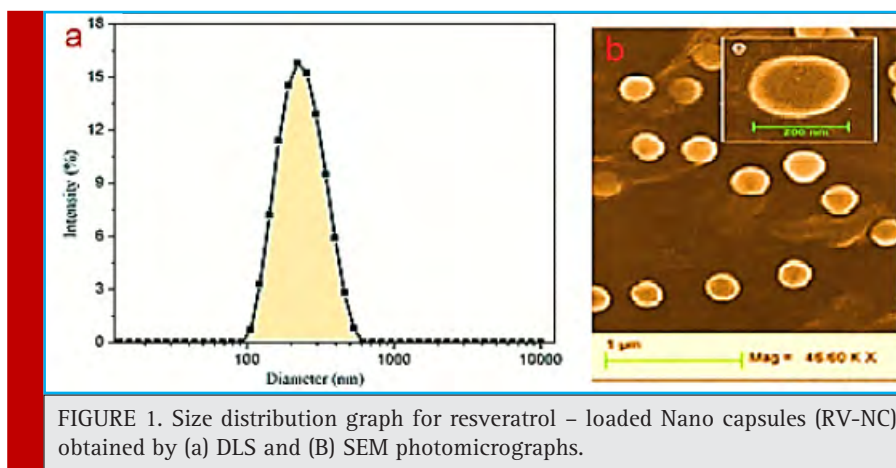 a
18
15
12
9
6
3
0
Intensity (%)
100
1000
10000
Diameter (nm)
b
200 nm
1 µm
Mag = 46.60 K X
FIGURE 1. Size distribution graph for resveratrol – loaded Nano capsules (RV-NC)
obtained by (a) DLS and (B) SEM photomicrographs.